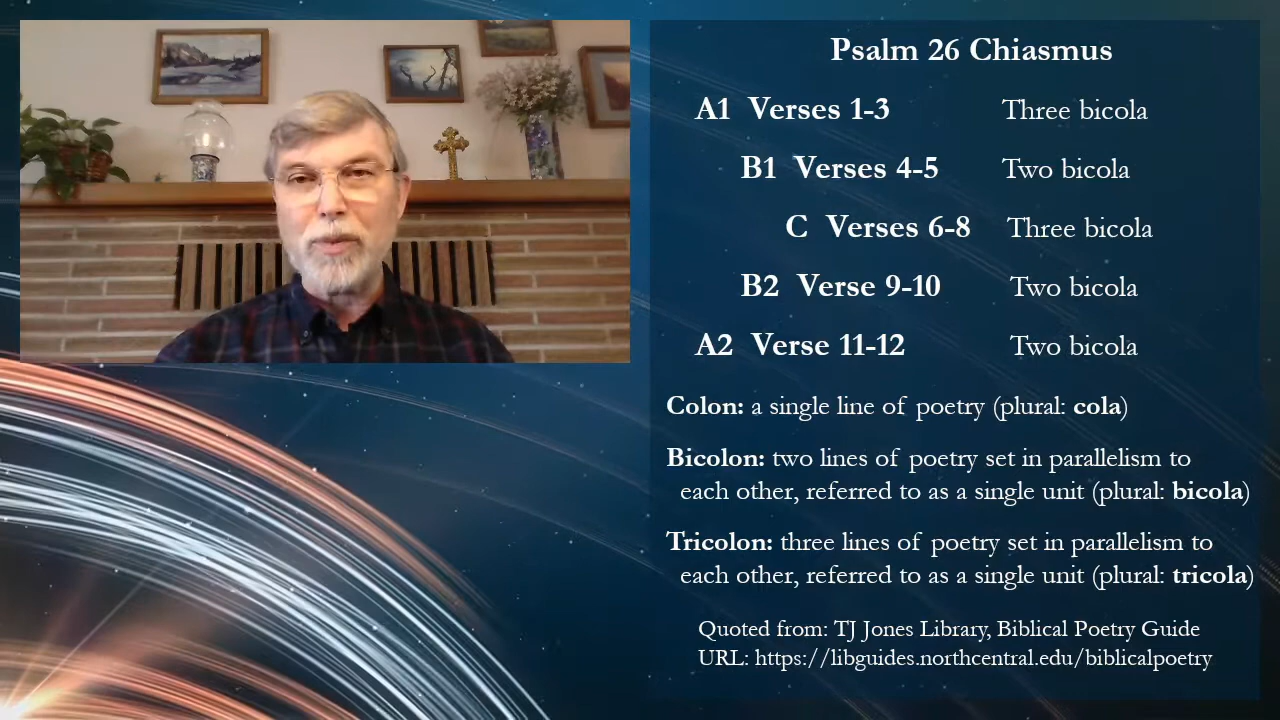 Psalm 26 Chiasmus
A1 Verses 1-3 Three bicola
B1 Verses 4-5 Two bicola
C Verses 6-8 Three bicola
B2 Verse 9-10 Two bicola
A2 Verse 11-12 Two bicola
Colon: a single line of poetry (plural: cola)
Bicolon: two lines of poetry set in parallelism to
each other, referred to as a single unit (plural: bicola)
Tricolon: three lines of poetry set in parallelism to
each other, referred to as a single unit (plural: tricola)
Quoted from: TJ Jones Library, Biblical Poetry Guide
URL: https://libguides.northcentral.edu/biblicalpoetry